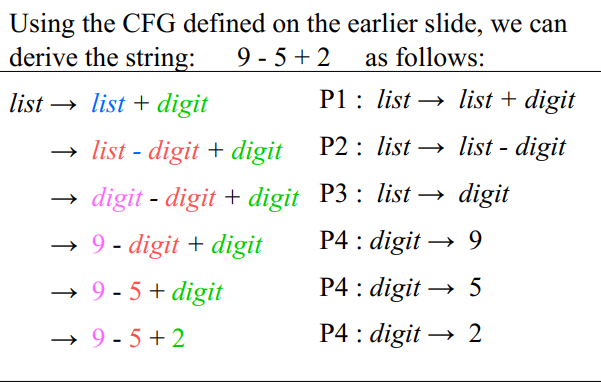 Using the CFG defined on the earlier slide, we can
derive the string: 9 - 5 + 2 as follows:
list → list + digit P1 : list → list + digit
→ list - digit + digit P2 : list → list - digit
→ digit - digit + digit P3 : list → digit
→ 9 - digit + digit P4 : digit → 9
→ 9 - 5 + digit P4 : digit → 5
→ 9 - 5 + 2 P4 : digit → 2